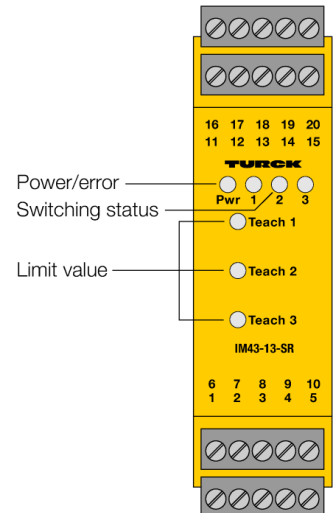 16 17 18 19 20
11 12 13 14 15
TURCK
Power/error
Pwr 1 2 3
Switching status
Teach 1
Limit value
Teach 2
Teach 3
IM43-13-SR
6 7 8 9 10
1 2 3 4 5